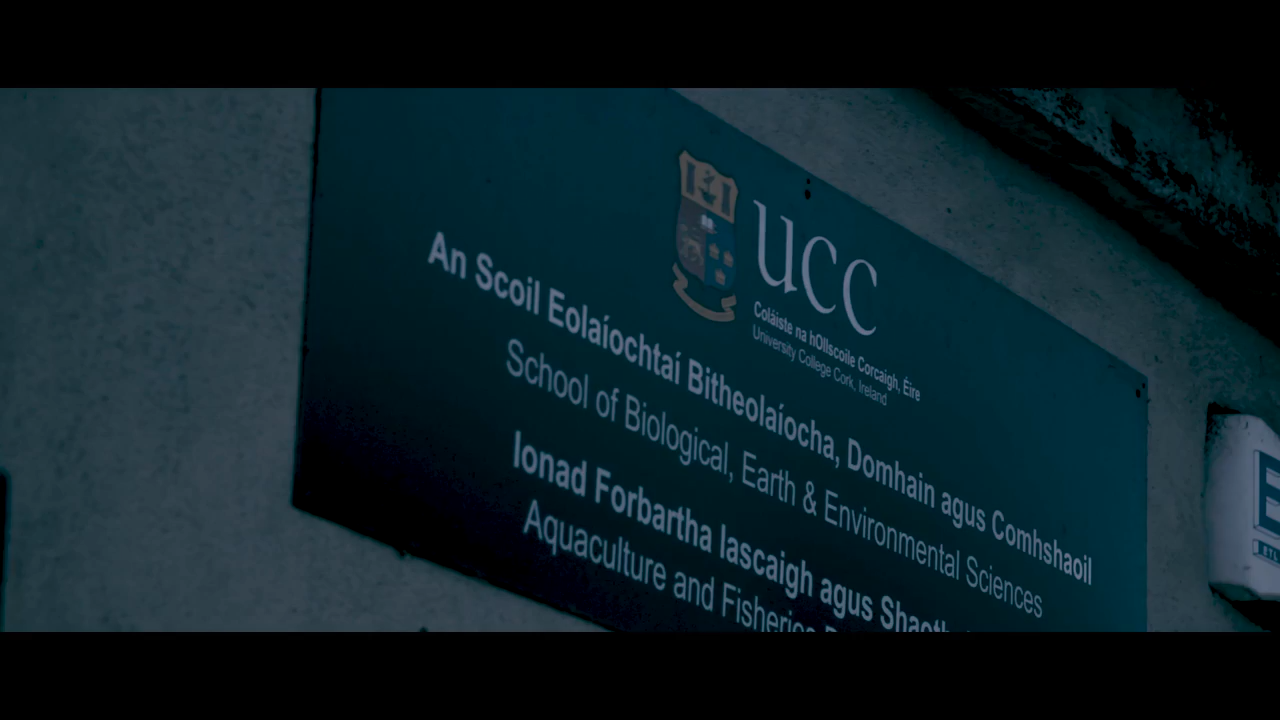 UCC
Coláiste na hOllscoile Corcaigh, Éire
University College Cork, Ireland
An Scoil Eolaíochtaí Bitheolaíocha, Domhain agus Comhshaoil
School of Biological, Earth & Environmental Sciences
Ionad Forbartha Iascaigh agus
Aquaculture and Fisheries
E